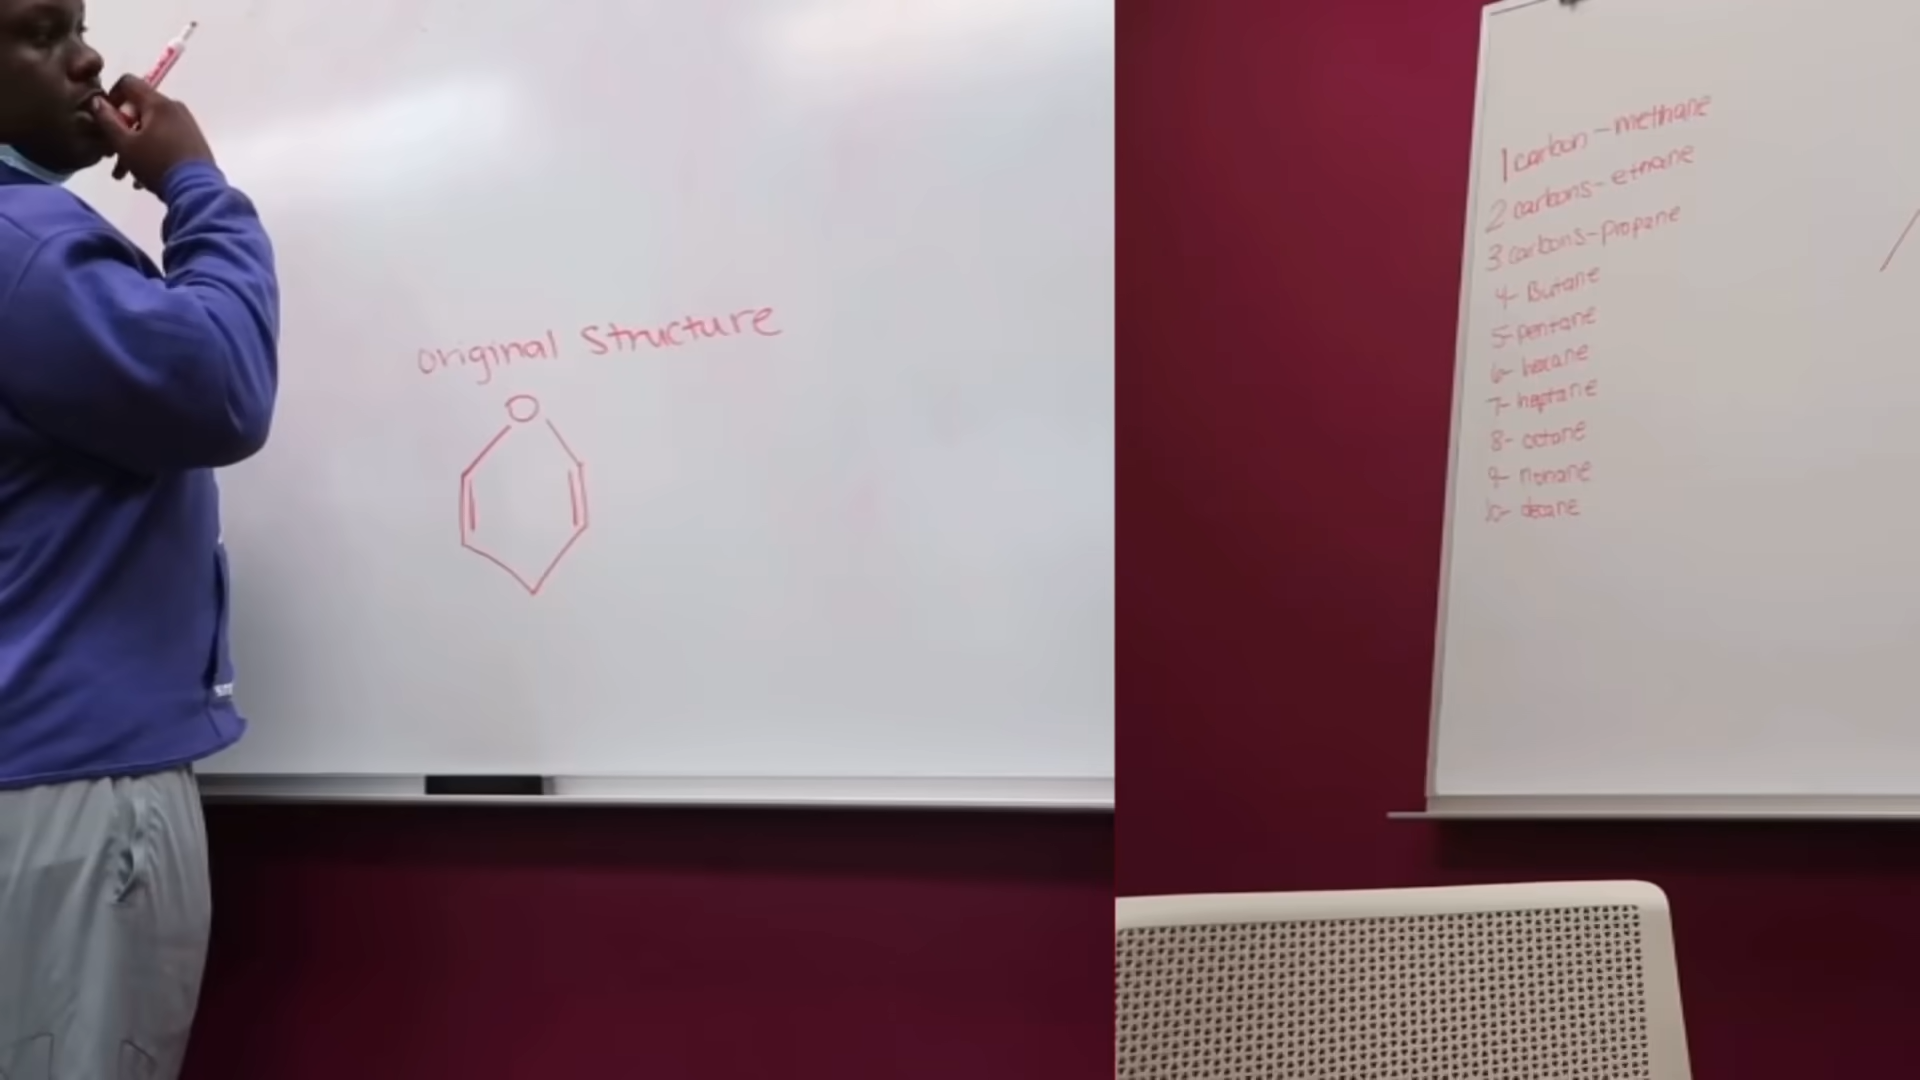 original structure
O
1 carbon - methane
2 carbons - ethane
3 carbons - propane
4- Butane
5- pentane
6- hexane
7- heptane
8- octane
9- nonane
10- decane